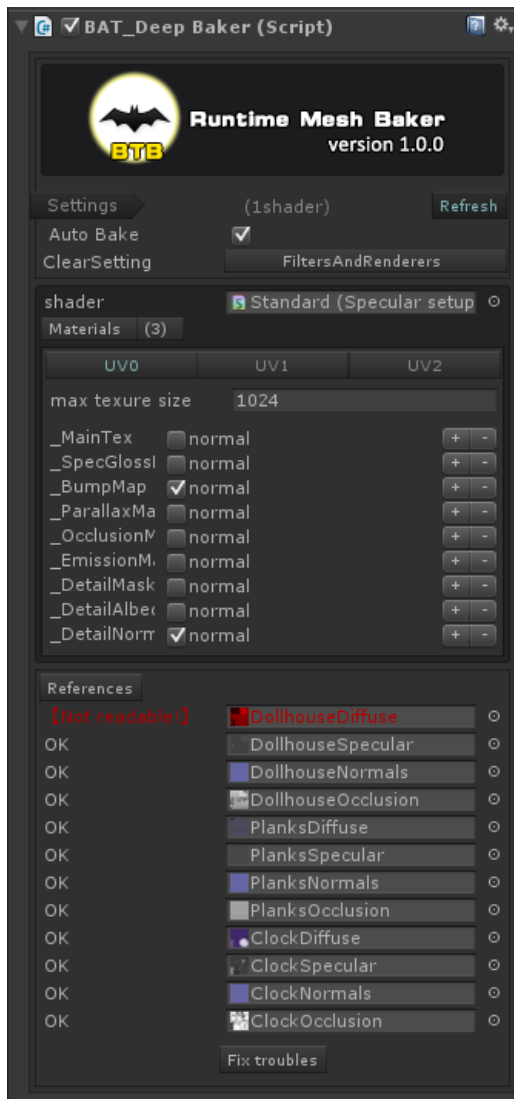 BAT_Deep Baker (Script)
BTB
Runtime Mesh Baker
version 1.0.0
Settings (1shader) Refresh
Auto Bake
ClearSetting FiltersAndRenderers
shader Standard (Specular setup
Materials (3)
UV0 UV1 UV2
max texure size 1024
_MainTex normal + -
_SpecGlossI normal + -
_BumpMap normal + -
_ParallaxMa normal + -
_OcclusionM normal + -
_EmissionM. normal + -
_DetailMask normal + -
_DetailAlbec normal + -
_DetailNorm normal + -
References
【Not readable!】 DollhouseDiffuse
OK DollhouseSpecular
OK DollhouseNormals
OK DollhouseOcclusion
OK PlanksDiffuse
OK PlanksSpecular
OK PlanksNormals
OK PlanksOcclusion
OK ClockDiffuse
OK ClockSpecular
OK ClockNormals
OK ClockOcclusion
Fix troubles